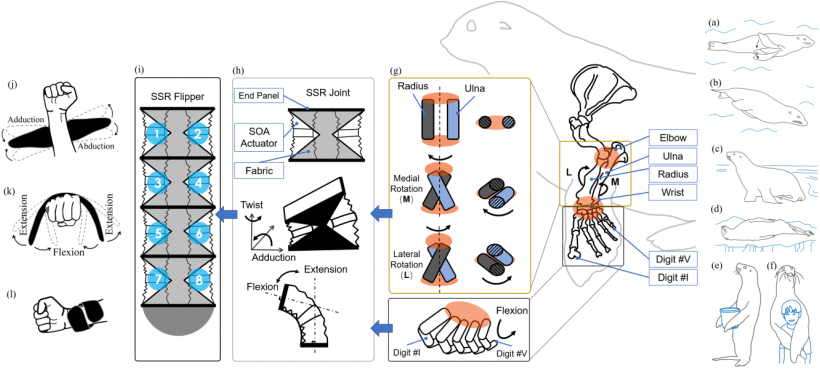 (j)
Adduction
Abduction
(k)
Extension
Extension
Flexion
(l)
(i)
SSR Flipper
1
2
3
4
5
6
7
8
(h)
SSR Joint
End Panel
SOA
Actuator
Fabric
Twist
Adduction
Extension
Flexion
(g)
Radius
Ulna
Medial
Rotation
(M)
Lateral
Rotation
(L)
Flexion
Digit #I
Digit #V
L
M
Elbow
Ulna
Radius
Wrist
Digit #V
Digit #I
(a)
(b)
(c)
(d)
(e)
(f)